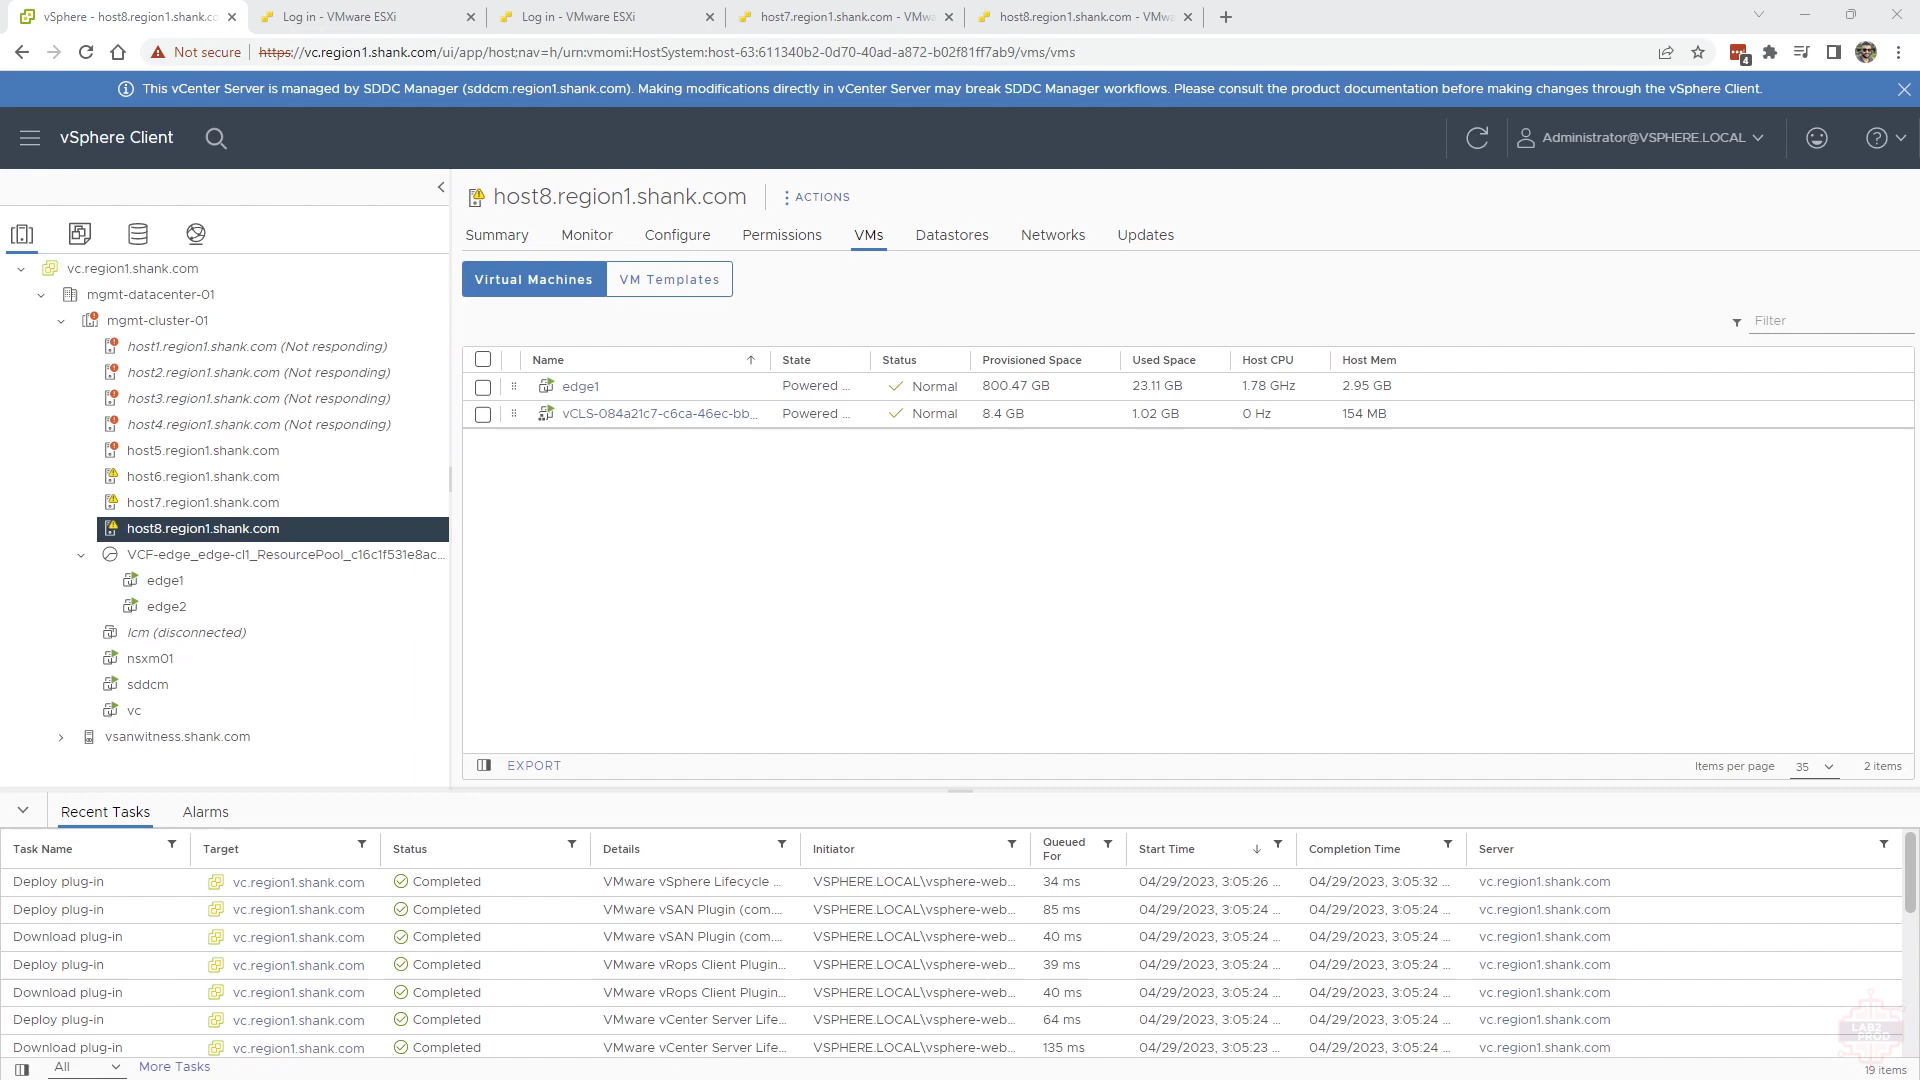 vSphere - host8.region1.shank.co
Log in - VMware ESXi
Log in - VMware ESXi
host7.region1.shank.com - VMwa
host8.region1.shank.com - VMwa
Not secure
https://vc.region1.shank.com/ui/app/host;nav=h/urn:vmomi:HostSystem:host-63:611340b2-0d70-40ad-a872-b02f81ff7ab9/vms/vms
4
This vCenter Server is managed by SDDC Manager (sddcm.region1.shank.com). Making modifications directly in vCenter Server may break SDDC Manager workflows. Please consult the product documentation before making changes through the vSphere Client.
vSphere Client
Administrator@VSPHERE.LOCAL
vc.region1.shank.com
mgmt-datacenter-01
mgmt-cluster-01
host1.region1.shank.com (Not responding)
host2.region1.shank.com (Not responding)
host3.region1.shank.com (Not responding)
host4.region1.shank.com (Not responding)
host5.region1.shank.com
host6.region1.shank.com
host7.region1.shank.com
host8.region1.shank.com
VCF-edge_edge-cl1_ResourcePool_c16c1f531e8ac...
edge1
edge2
lcm (disconnected)
nsxm01
sddcm
vc
vsanwitness.shank.com
host8.region1.shank.com
ACTIONS
Summary Monitor Configure Permissions VMs Datastores Networks Updates
Virtual Machines VM Templates
Filter
Name State Status Provisioned Space Used Space Host CPU Host Mem
edge1 Powered ... Normal 800.47 GB 23.11 GB 1.78 GHz 2.95 GB
vCLS-084a21c7-c6ca-46ec-bb... Powered ... Normal 8.4 GB 1.02 GB 0 Hz 154 MB
EXPORT
Items per page 35 2 items
Recent Tasks Alarms
Task Name Target Status Details Initiator Queued For Start Time Completion Time Server
Deploy plug-in vc.region1.shank.com Completed VMware vSphere Lifecycle ... VSPHERE.LOCAL\vsphere-web... 34 ms 04/29/2023, 3:05:26 ... 04/29/2023, 3:05:32 ... vc.region1.shank.com
Deploy plug-in vc.region1.shank.com Completed VMware vSAN Plugin (com.... VSPHERE.LOCAL\vsphere-web... 85 ms 04/29/2023, 3:05:24 ... 04/29/2023, 3:05:24 ... vc.region1.shank.com
Download plug-in vc.region1.shank.com Completed VMware vSAN Plugin (com.... VSPHERE.LOCAL\vsphere-web... 40 ms 04/29/2023, 3:05:24 ... 04/29/2023, 3:05:24 ... vc.region1.shank.com
Deploy plug-in vc.region1.shank.com Completed VMware vRops Client Plugin... VSPHERE.LOCAL\vsphere-web... 39 ms 04/29/2023, 3:05:24 ... 04/29/2023, 3:05:24 ... vc.region1.shank.com
Download plug-in vc.region1.shank.com Completed VMware vRops Client Plugin... VSPHERE.LOCAL\vsphere-web... 40 ms 04/29/2023, 3:05:24 ... 04/29/2023, 3:05:24 ... vc.region1.shank.com
Deploy plug-in vc.region1.shank.com Completed VMware vCenter Server Life... VSPHERE.LOCAL\vsphere-web... 64 ms 04/29/2023, 3:05:24 ... 04/29/2023, 3:05:24 ... vc.region1.shank.com
Download plug-in vc.region1.shank.com Completed VMware vCenter Server Life... VSPHERE.LOCAL\vsphere-web... 135 ms 04/29/2023, 3:05:23 ... 04/29/2023, 3:05:24 ... vc.region1.shank.com
LAB2
PROD
All More Tasks 19 items